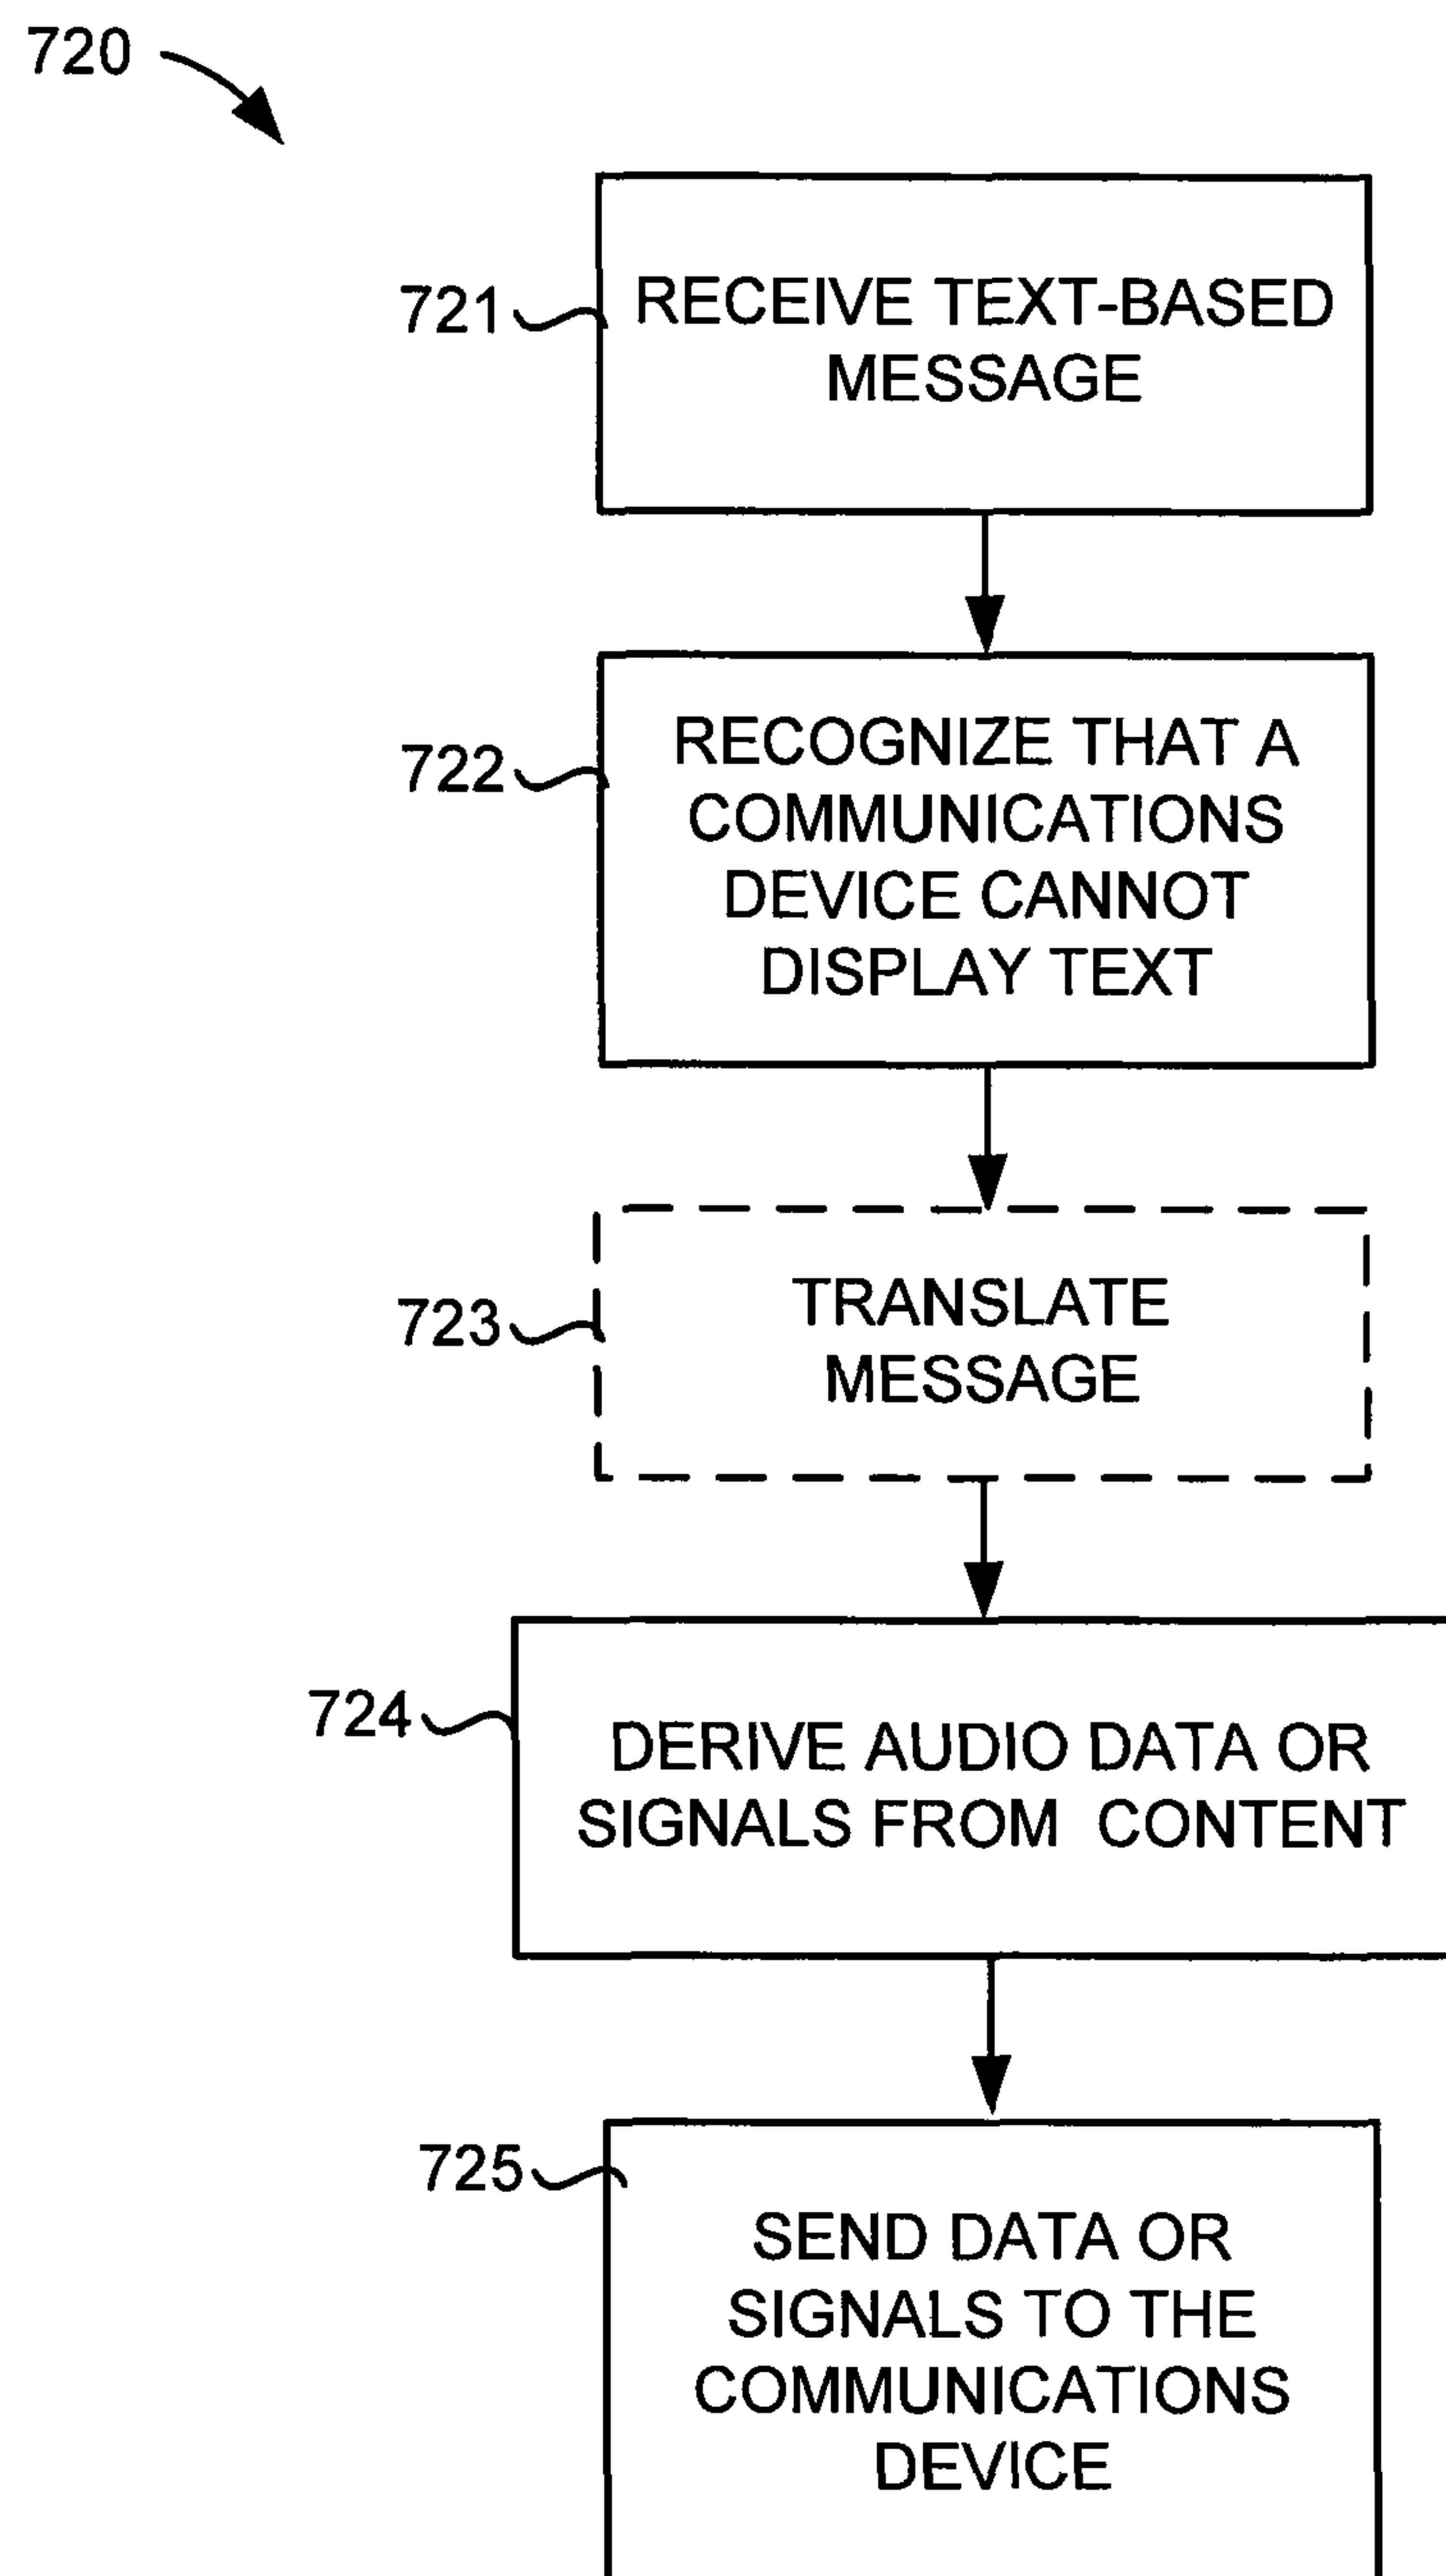 720
721
RECEIVE TEXT-BASED
MESSAGE
722
RECOGNIZE THAT A
COMMUNICATIONS
DEVICE CANNOT
DISPLAY TEXT
723
TRANSLATE
MESSAGE
724
DERIVE AUDIO DATA OR
SIGNALS FROM CONTENT
725
SEND DATA OR
SIGNALS TO THE
COMMUNICATIONS
DEVICE